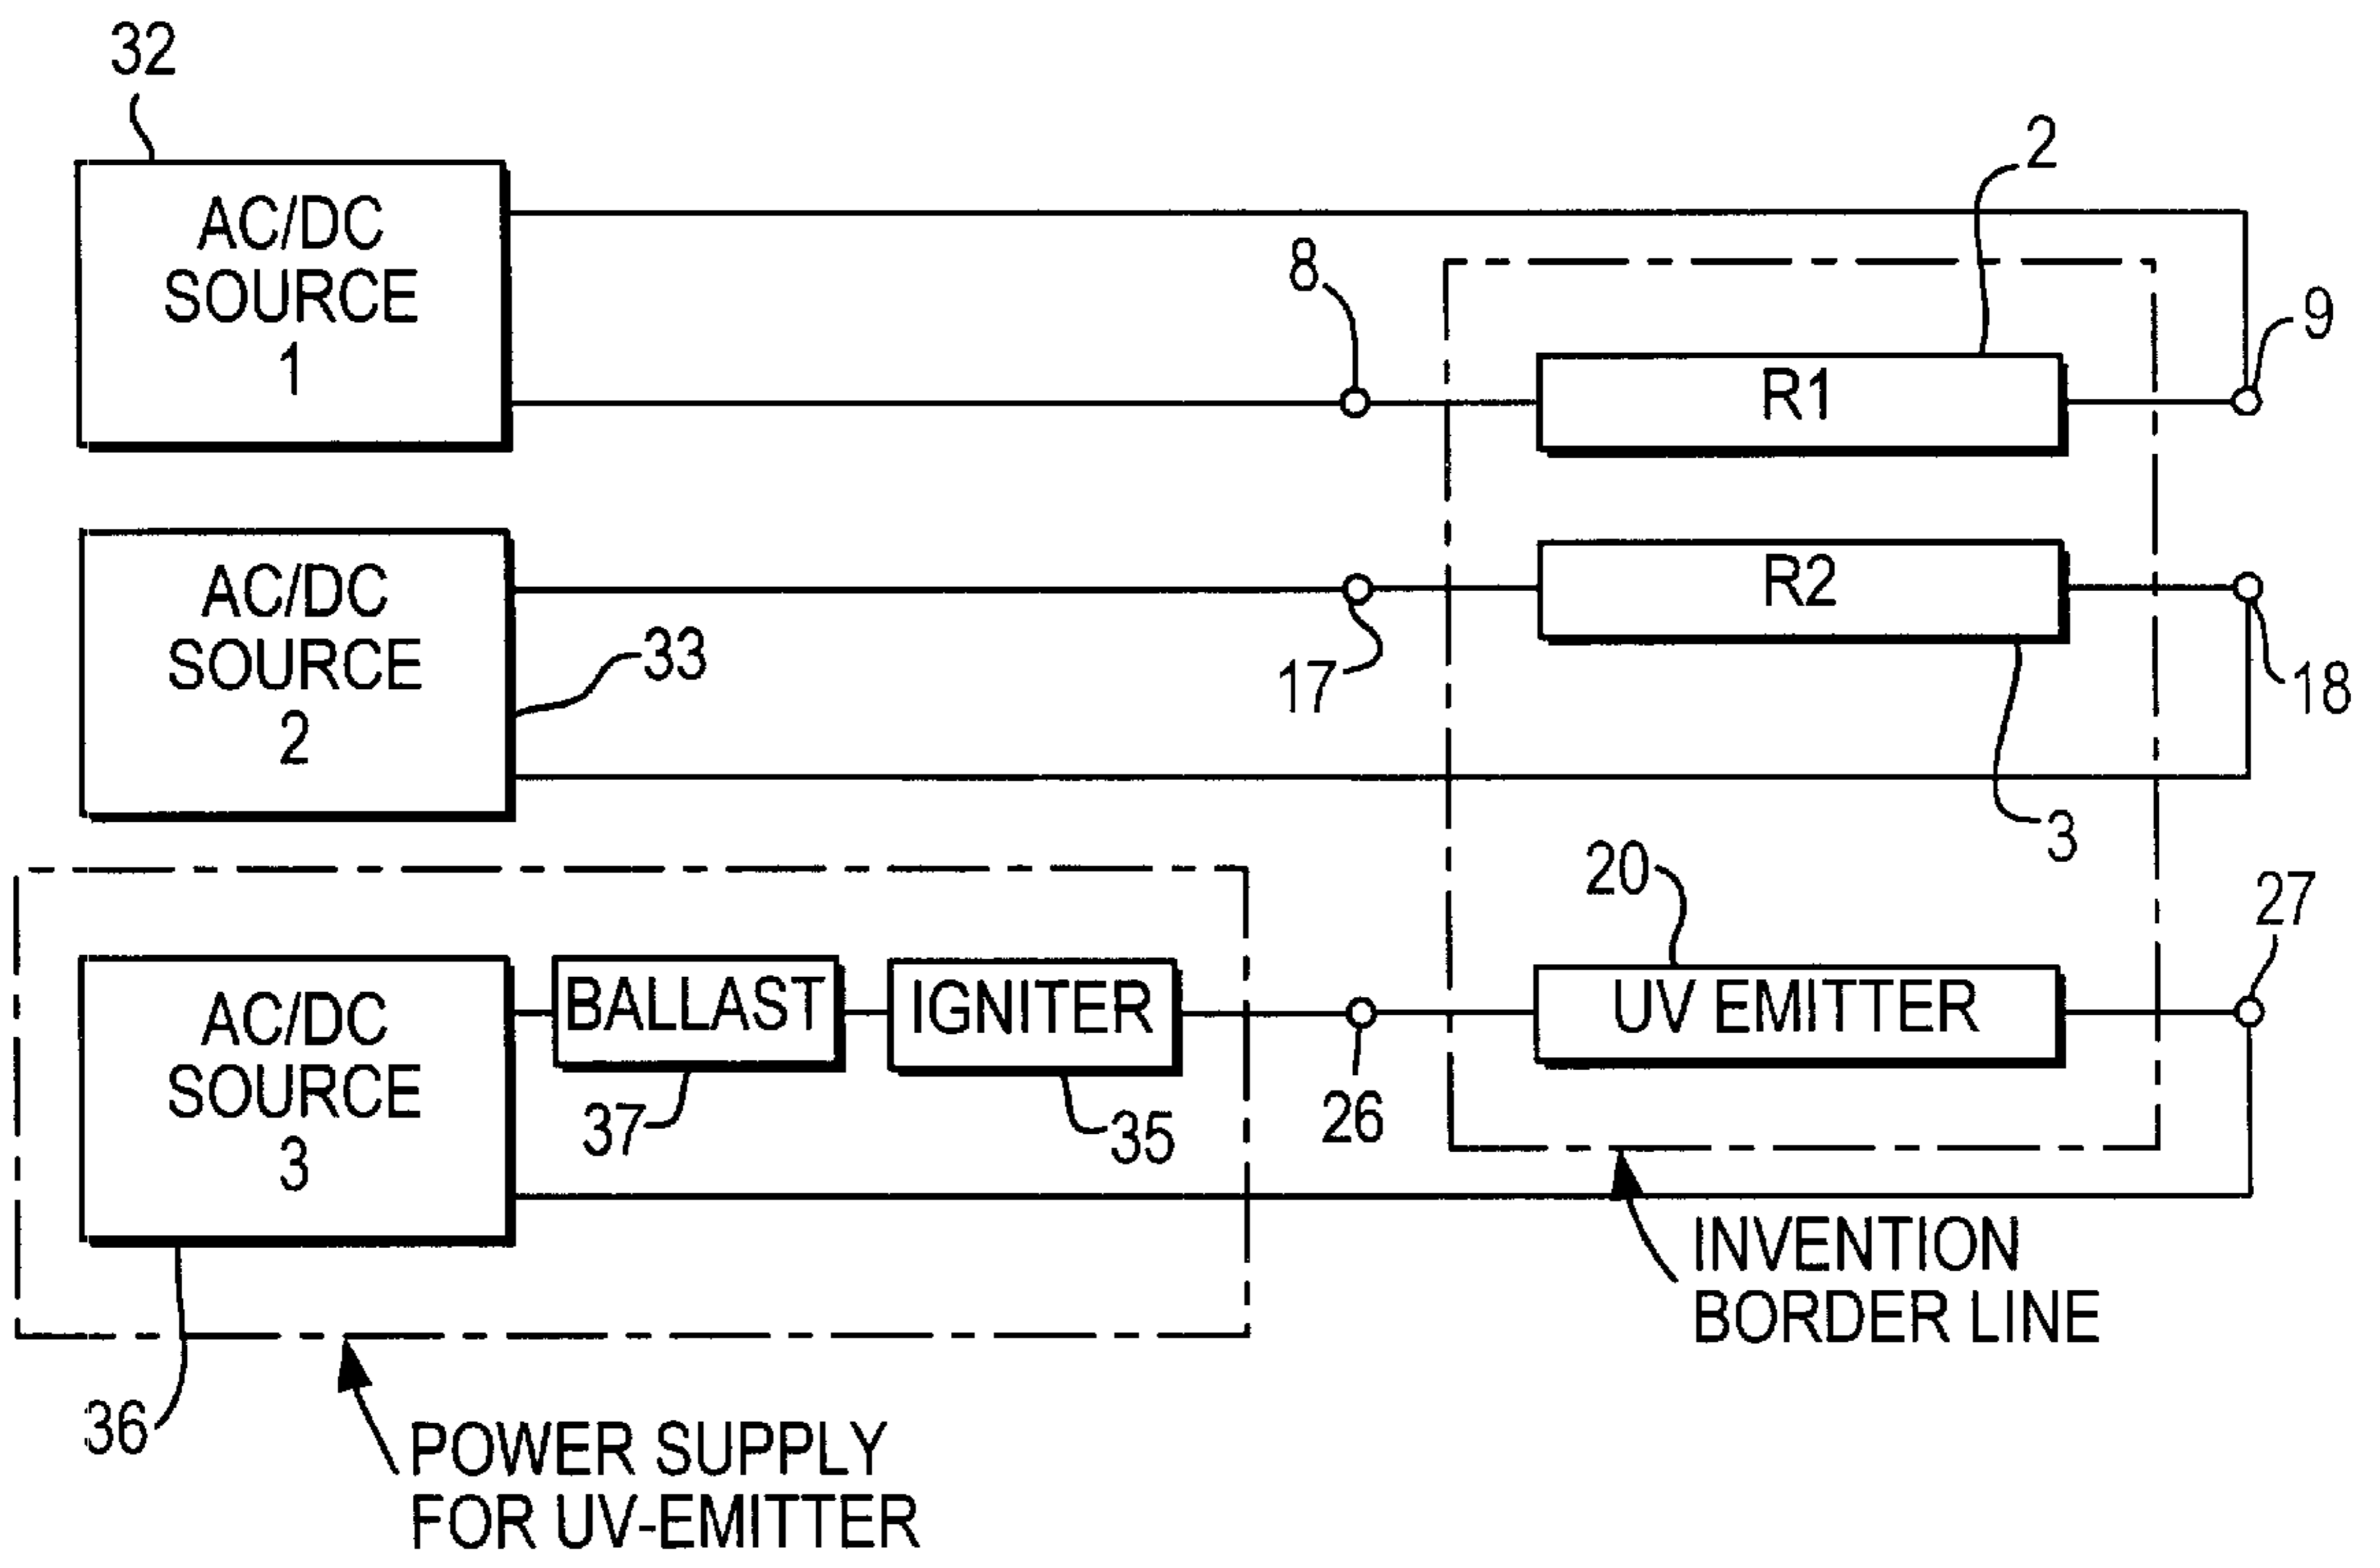 32
2
AC/DC
SOURCE
1
8
9
R1
AC/DC
SOURCE
2
33
17
R2
18
3
20
27
AC/DC
SOURCE
3
BALLAST
IGNITER
UV EMITTER
37
35
26
INVENTION
BORDER LINE
36
POWER SUPPLY
FOR UV-EMITTER